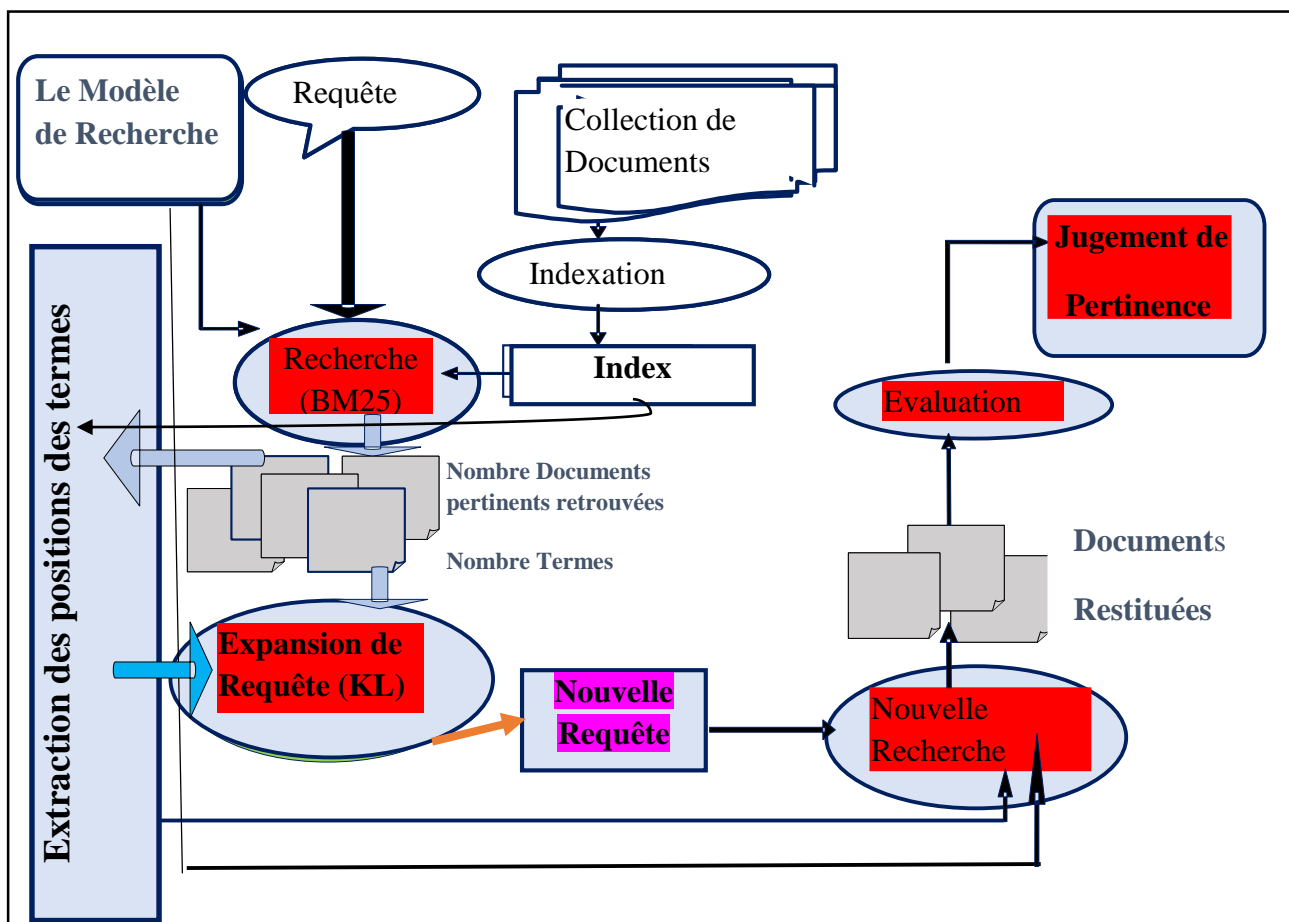 Le Modèle
de Recherche
Requête
Collection de
Documents
Indexation
Jugement de
Pertinence
Extraction des positions des termes
Recherche
(BM25)
Index
Evaluation
Nombre Documents
pertinents retrouvées
Nombre Termes
Documents
Restituées
Expansion de
Requête (KL)
Nouvelle
Requête
Nouvelle
Recherche